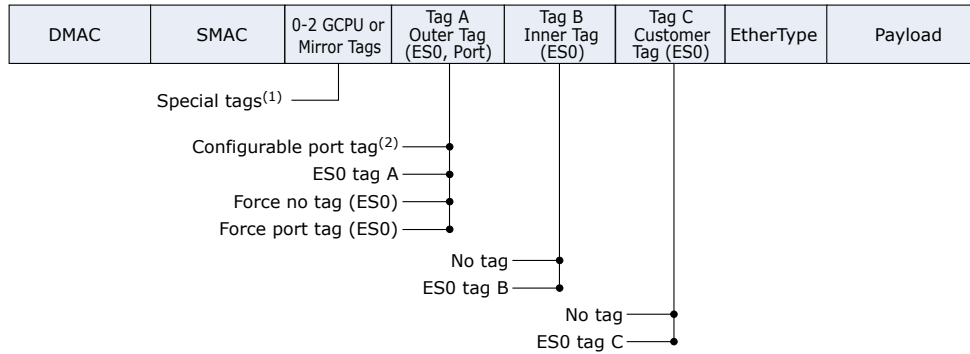 DMAC
SMAC
0-2 GCPU or
Mirror Tags
Tag A
Outer Tag
(ES0, Port)
Tag B
Inner Tag
(ES0)
Tag C
Customer
Tag (ES0)
EtherType
Payload
Special tags(1)
Configurable port tag(2)
ES0 tag A
Force no tag (ES0)
Force port tag (ES0)
No tag
ES0 tag B
No tag
ES0 tag C